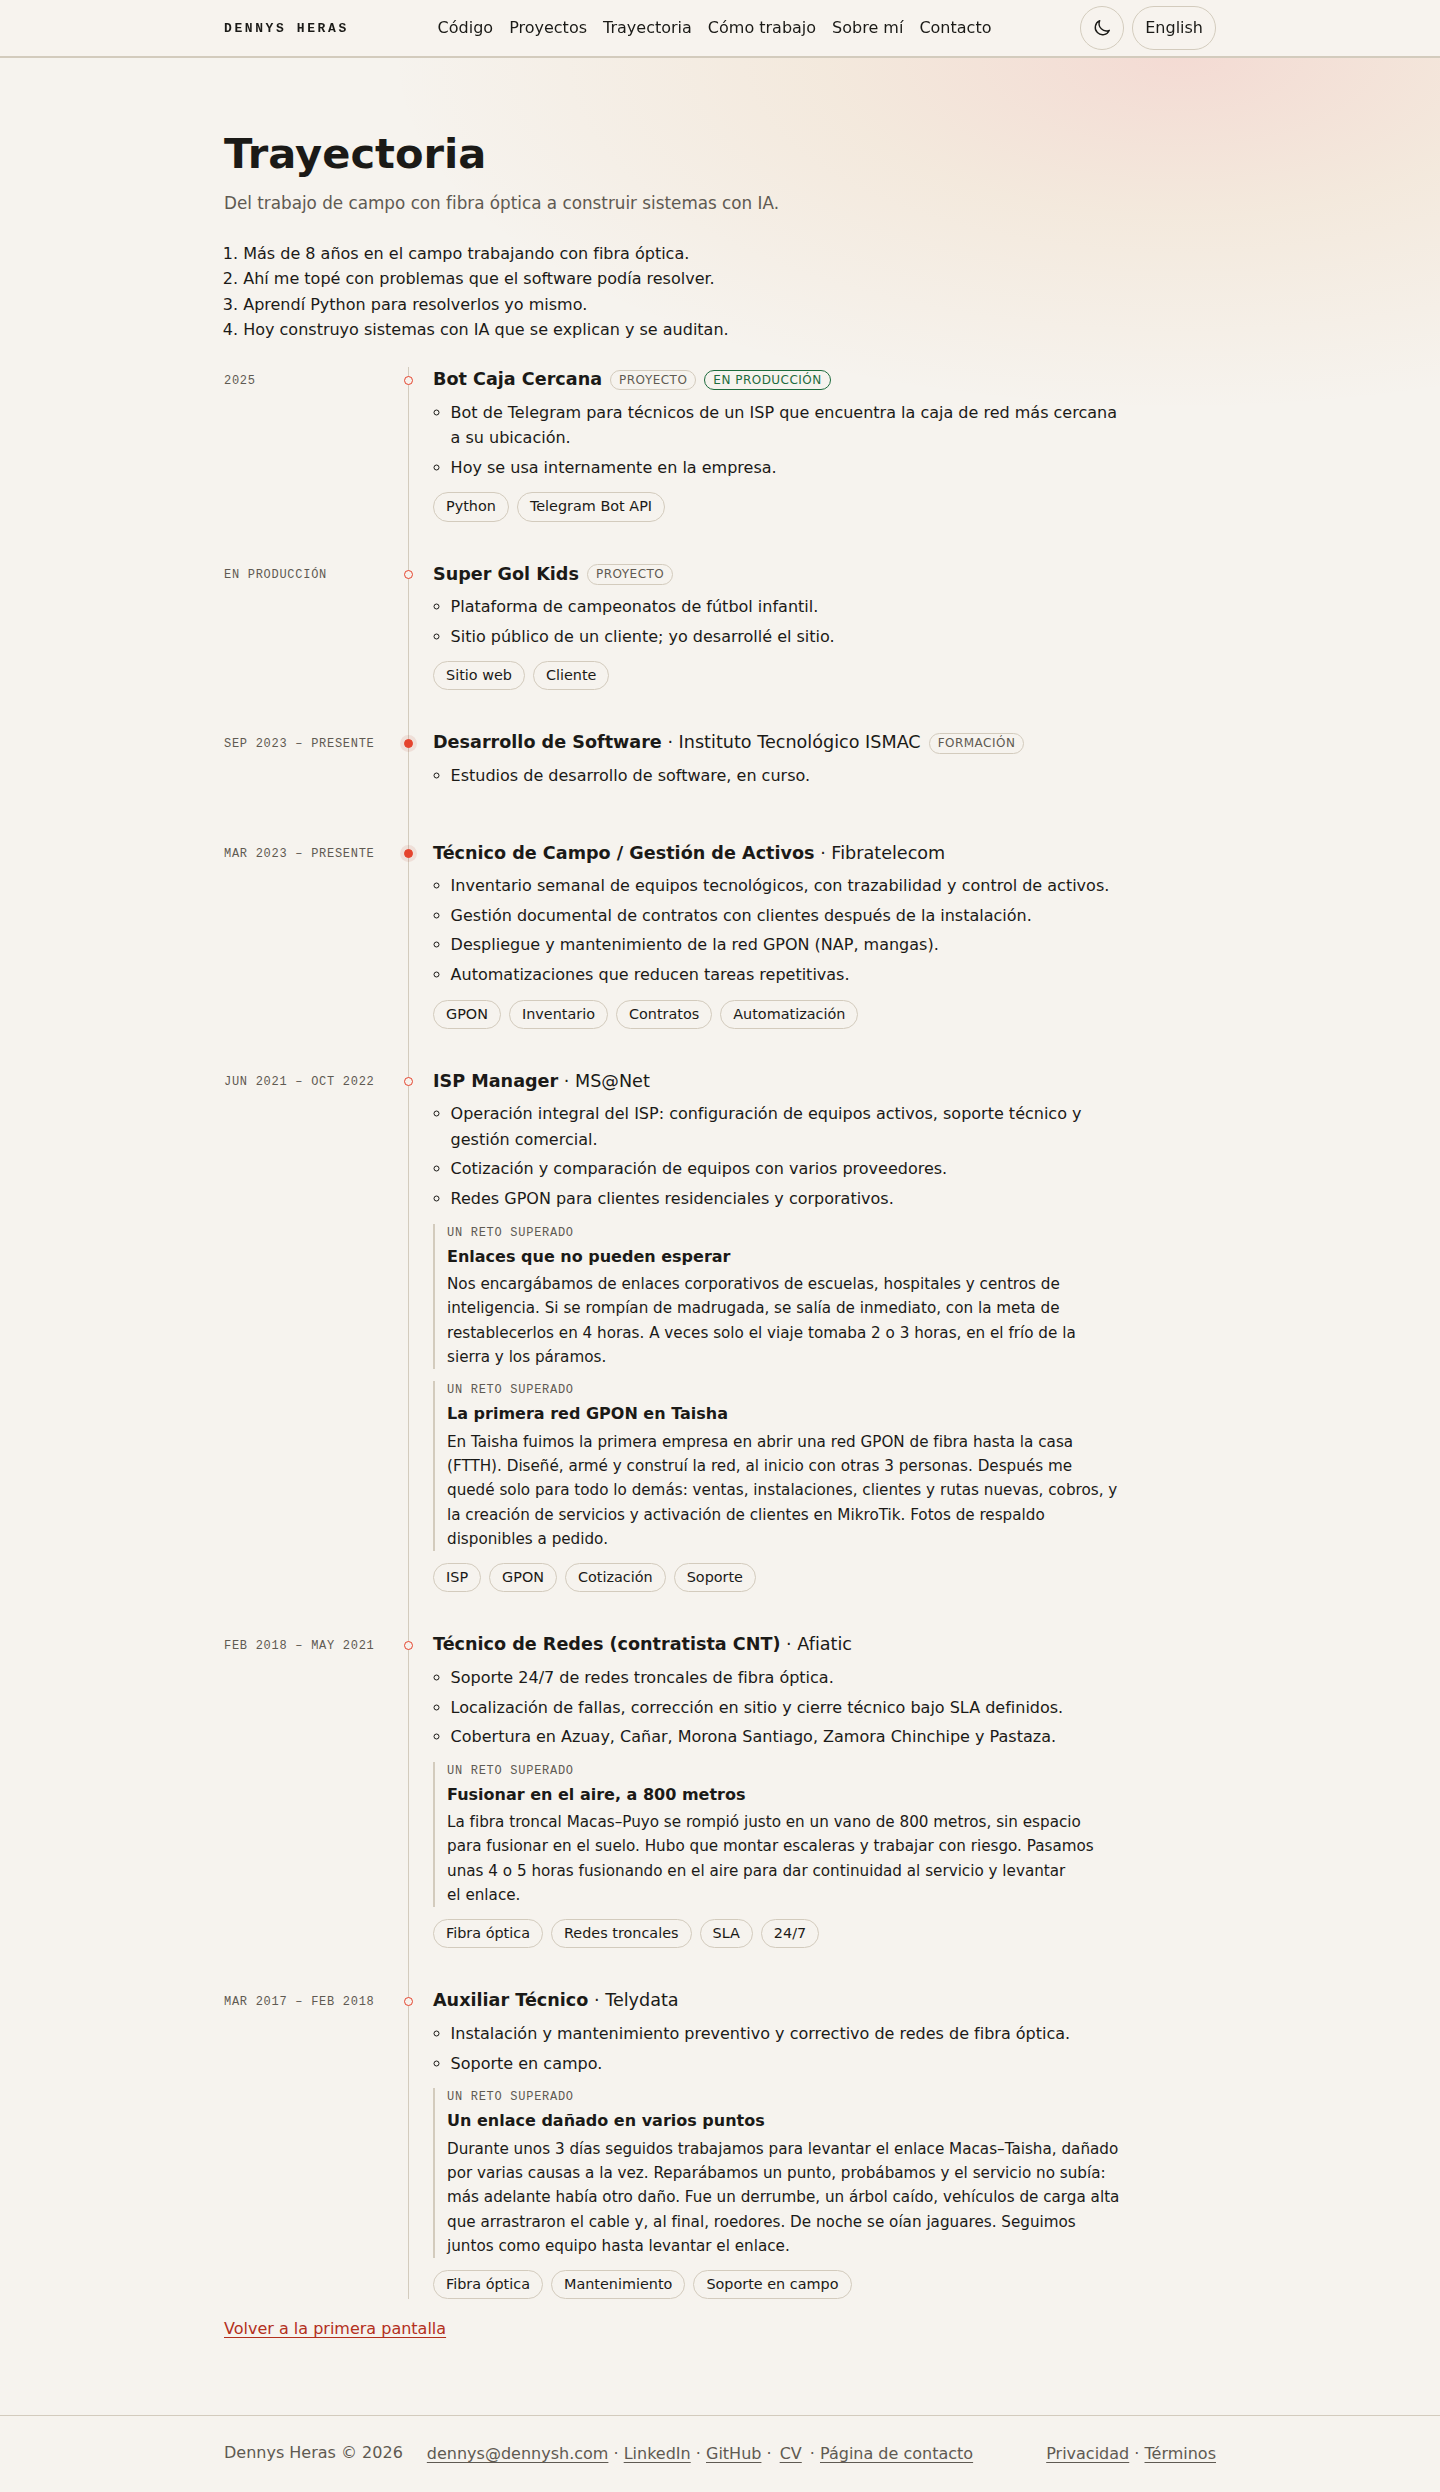 DENNYS HERAS
Código Proyectos Trayectoria Cómo trabajo Sobre mí Contacto
English
Trayectoria
Del trabajo de campo con fibra óptica a construir sistemas con IA.
1. Más de 8 años en el campo trabajando con fibra óptica.
2. Ahí me topé con problemas que el software podía resolver.
3. Aprendí Python para resolverlos yo mismo.
4. Hoy construyo sistemas con IA que se explican y se auditan.
2025
Bot Caja Cercana PROYECTO EN PRODUCCIÓN
Bot de Telegram para técnicos de un ISP que encuentra la caja de red más cercana
a su ubicación.
Hoy se usa internamente en la empresa.
Python Telegram Bot API
EN PRODUCCIÓN
Super Gol Kids PROYECTO
Plataforma de campeonatos de fútbol infantil.
Sitio público de un cliente; yo desarrollé el sitio.
Sitio web Cliente
SEP 2023 – PRESENTE
Desarrollo de Software · Instituto Tecnológico ISMAC FORMACIÓN
Estudios de desarrollo de software, en curso.
MAR 2023 – PRESENTE
Técnico de Campo / Gestión de Activos · Fibratelecom
Inventario semanal de equipos tecnológicos, con trazabilidad y control de activos.
Gestión documental de contratos con clientes después de la instalación.
Despliegue y mantenimiento de la red GPON (NAP, mangas).
Automatizaciones que reducen tareas repetitivas.
GPON Inventario Contratos Automatización
JUN 2021 – OCT 2022
ISP Manager · MS@Net
Operación integral del ISP: configuración de equipos activos, soporte técnico y
gestión comercial.
Cotización y comparación de equipos con varios proveedores.
Redes GPON para clientes residenciales y corporativos.
UN RETO SUPERADO
Enlaces que no pueden esperar
Nos encargábamos de enlaces corporativos de escuelas, hospitales y centros de
inteligencia. Si se rompían de madrugada, se salía de inmediato, con la meta de
restablecerlos en 4 horas. A veces solo el viaje tomaba 2 o 3 horas, en el frío de la
sierra y los páramos.
UN RETO SUPERADO
La primera red GPON en Taisha
En Taisha fuimos la primera empresa en abrir una red GPON de fibra hasta la casa
(FTTH). Diseñé, armé y construí la red, al inicio con otras 3 personas. Después me
quedé solo para todo lo demás: ventas, instalaciones, clientes y rutas nuevas, cobros, y
la creación de servicios y activación de clientes en MikroTik. Fotos de respaldo
disponibles a pedido.
ISP GPON Cotización Soporte
FEB 2018 – MAY 2021
Técnico de Redes (contratista CNT) · Afiatic
Soporte 24/7 de redes troncales de fibra óptica.
Localización de fallas, corrección en sitio y cierre técnico bajo SLA definidos.
Cobertura en Azuay, Cañar, Morona Santiago, Zamora Chinchipe y Pastaza.
UN RETO SUPERADO
Fusionar en el aire, a 800 metros
La fibra troncal Macas–Puyo se rompió justo en un vano de 800 metros, sin espacio
para fusionar en el suelo. Hubo que montar escaleras y trabajar con riesgo. Pasamos
unas 4 o 5 horas fusionando en el aire para dar continuidad al servicio y levantar
el enlace.
Fibra óptica Redes troncales SLA 24/7
MAR 2017 – FEB 2018
Auxiliar Técnico · Telydata
Instalación y mantenimiento preventivo y correctivo de redes de fibra óptica.
Soporte en campo.
UN RETO SUPERADO
Un enlace dañado en varios puntos
Durante unos 3 días seguidos trabajamos para levantar el enlace Macas–Taisha, dañado
por varias causas a la vez. Reparábamos un punto, probábamos y el servicio no subía:
más adelante había otro daño. Fue un derrumbe, un árbol caído, vehículos de carga alta
que arrastraron el cable y, al final, roedores. De noche se oían jaguares. Seguimos
juntos como equipo hasta levantar el enlace.
Fibra óptica Mantenimiento Soporte en campo
Volver a la primera pantalla
Dennys Heras © 2026 dennys@dennysh.com · LinkedIn · GitHub · CV · Página de contacto Privacidad · Términos